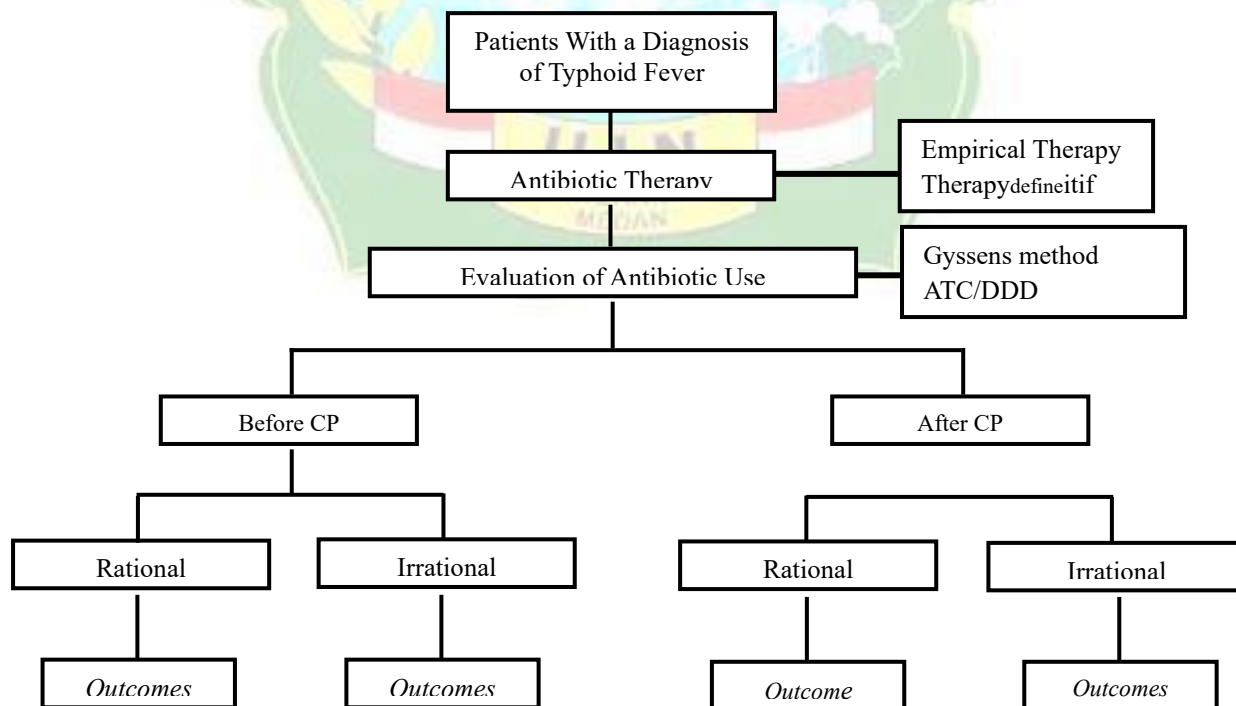 Patients With a Diagnosis
of Typhoid Fever
Antibiotic Therapy
Empirical Therapy
Therapydefineitif
Evaluation of Antibiotic Use
Gyssens method
ATC/DDD
MEDAN
Before CP
After CP
Rational
Irrational
Rational
Irrational
Outcomes
Outcomes
Outcome
Outcomes